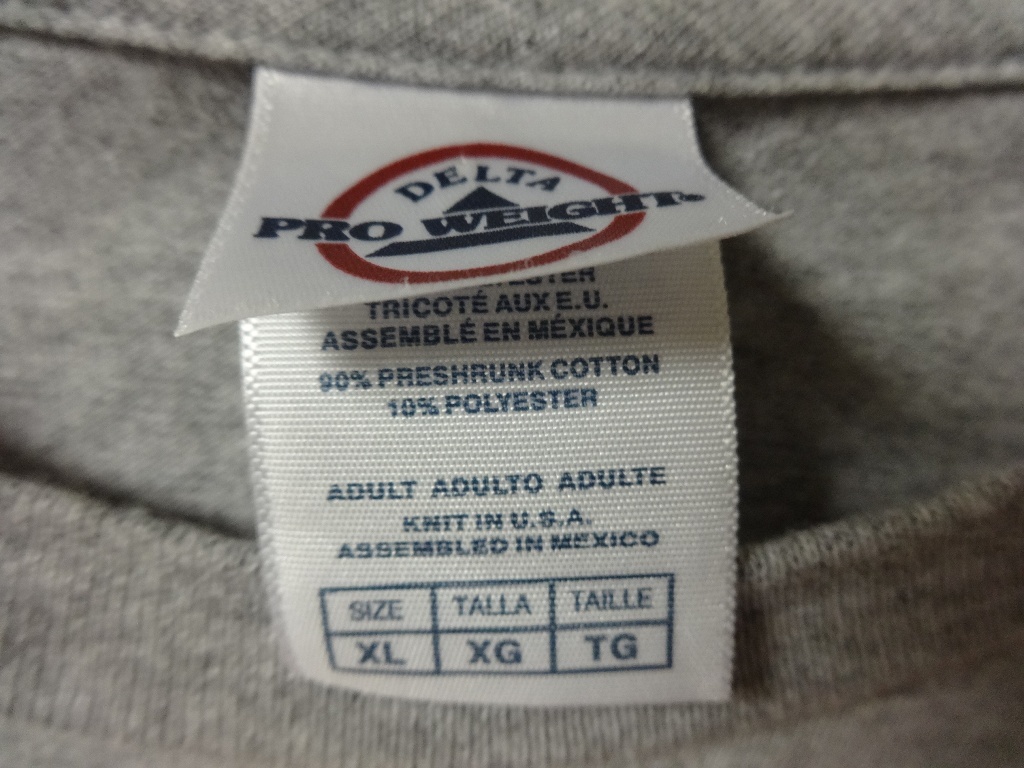 DELTA
PRO WEIGHT
TRICOTÉ AUX E.U.
ASSEMBLÉ EN MÉXIQUE
90% PRESHRUNK COTTON
10% POLYESTER
ADULT ADULTO ADULTE
KNIT IN U.S.A.
ASSEMBLED IN MEXICO
SIZE TALLA TAILLE
XL XG TG